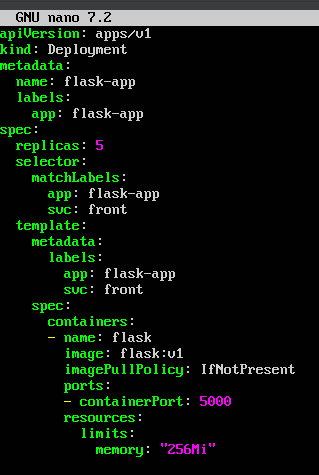 GNU nano 7.2
apiVersion: apps/v1
kind: Deployment
metadata:
  name: flask-app
  labels:
    app: flask-app
spec:
  replicas: 5
  selector:
    matchLabels:
      app: flask-app
      svc: front
  template:
    metadata:
      labels:
        app: flask-app
        svc: front
    spec:
      containers:
      - name: flask
        image: flask:v1
        imagePullPolicy: IfNotPresent
        ports:
        - containerPort: 5000
        resources:
          limits:
            memory: "256Mi"